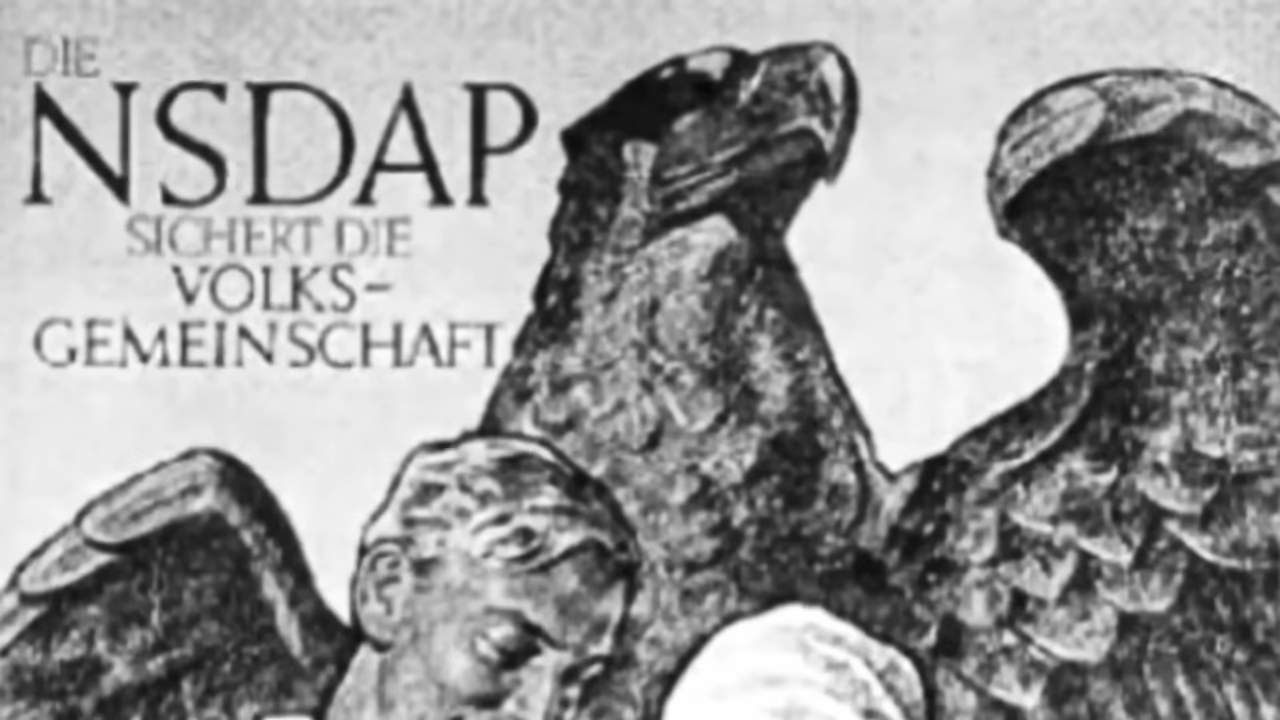 DIE
NSDAP
SICHERT DIE
VOLKS-
GEMEINSCHAFT